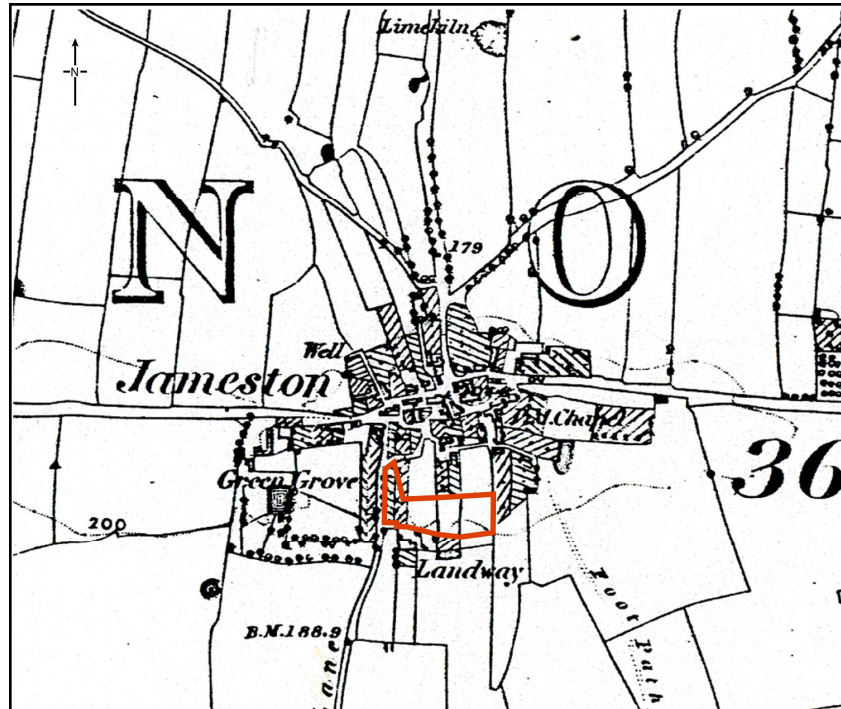 Limekiln
N
N O
179
Well
Jameston
Chapel
36
Green Grove
200
Landway
Foot Path
B.M.188.9